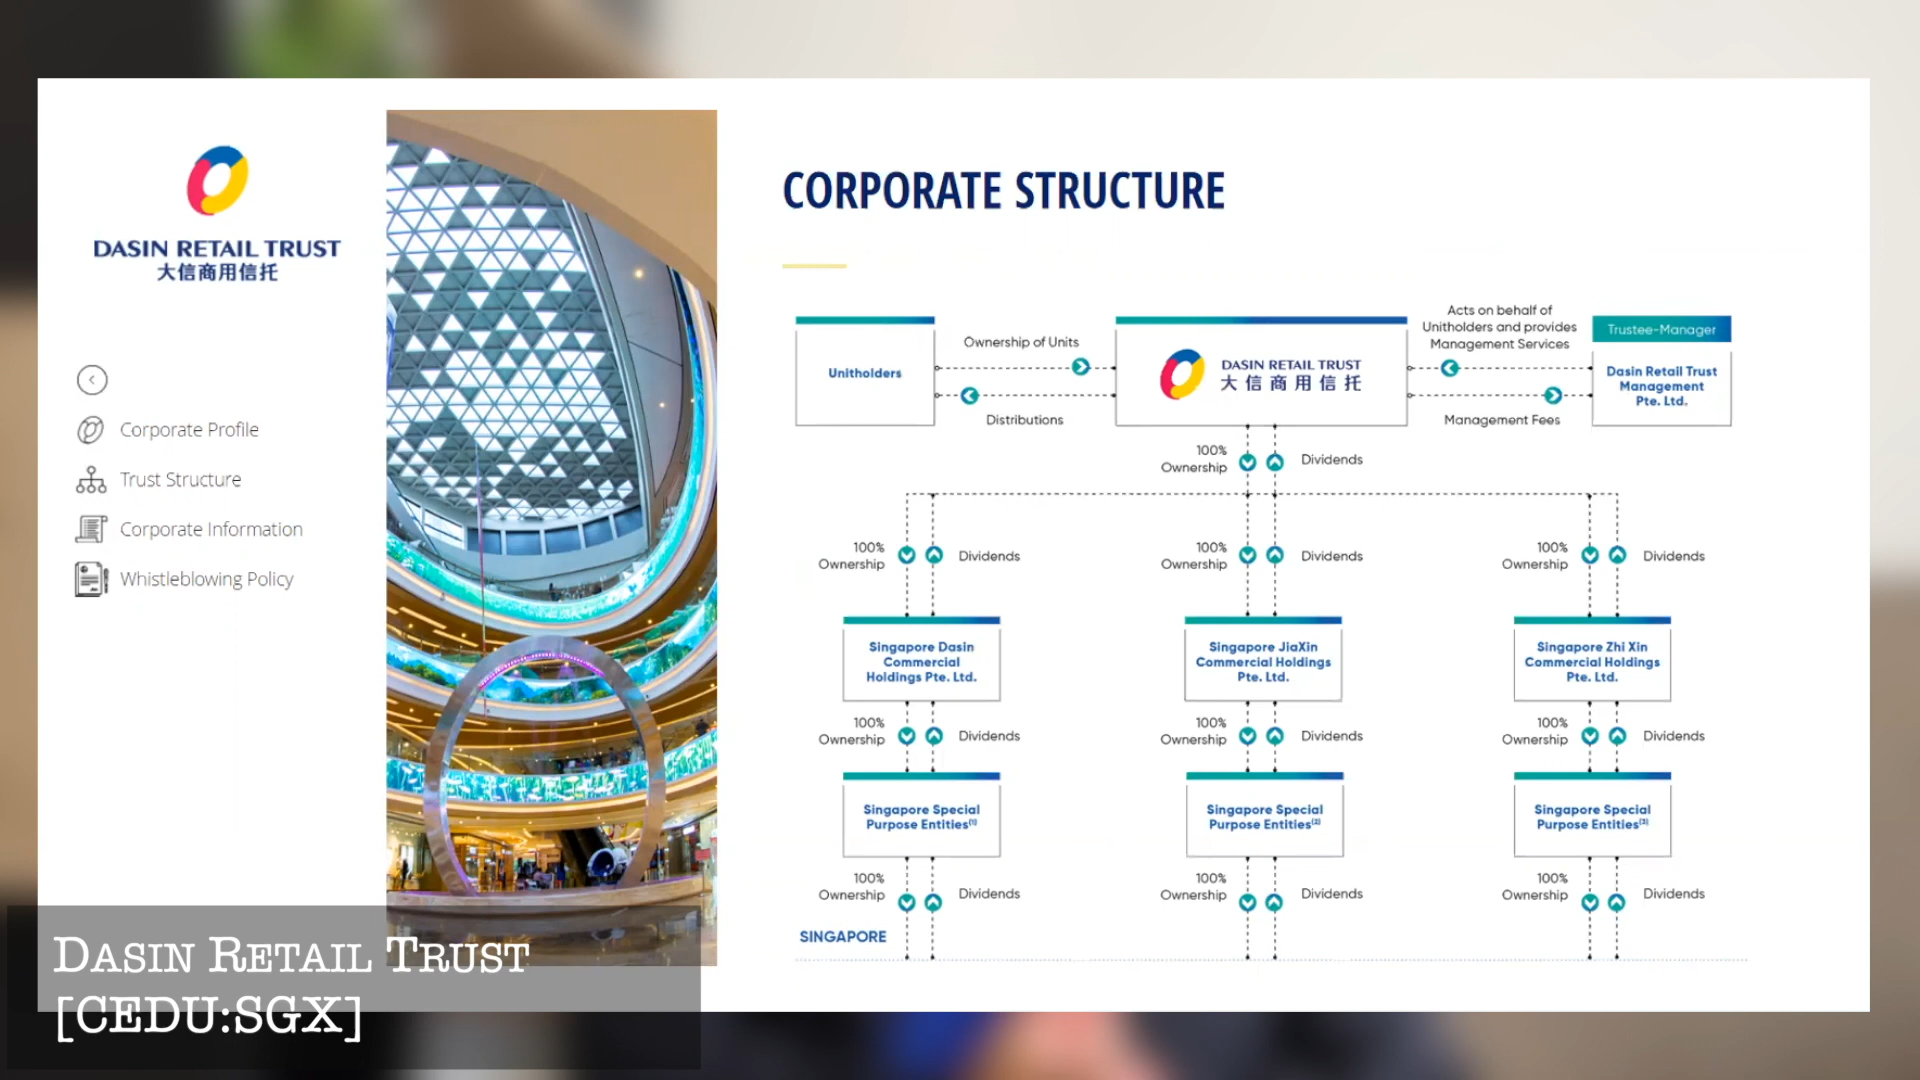 DASIN RETAIL TRUST
大信商用信托
Corporate Profile
Trust Structure
Corporate Information
Whistleblowing Policy
CORPORATE STRUCTURE
Unitholders
Ownership of Units
Distributions
DASIN RETAIL TRUST
大信商用信托
Acts on behalf of
Unitholders and provides
Management Services
Management Fees
Trustee-Manager
Dasin Retail Trust
Management
Pte. Ltd.
100%
Ownership
Dividends
100%
Ownership
Dividends
100%
Ownership
Dividends
100%
Ownership
Dividends
Singapore Dasin
Commercial
Holdings Pte. Ltd.
Singapore JiaXin
Commercial Holdings
Pte. Ltd.
Singapore Zhi Xin
Commercial Holdings
Pte. Ltd.
100%
Ownership
Dividends
100%
Ownership
Dividends
100%
Ownership
Dividends
Singapore Special
Purpose Entities(1)
Singapore Special
Purpose Entities(2)
Singapore Special
Purpose Entities(3)
100%
Ownership
Dividends
100%
Ownership
Dividends
100%
Ownership
Dividends
SINGAPORE
DASIN RETAIL TRUST
[CEDU:SGX]